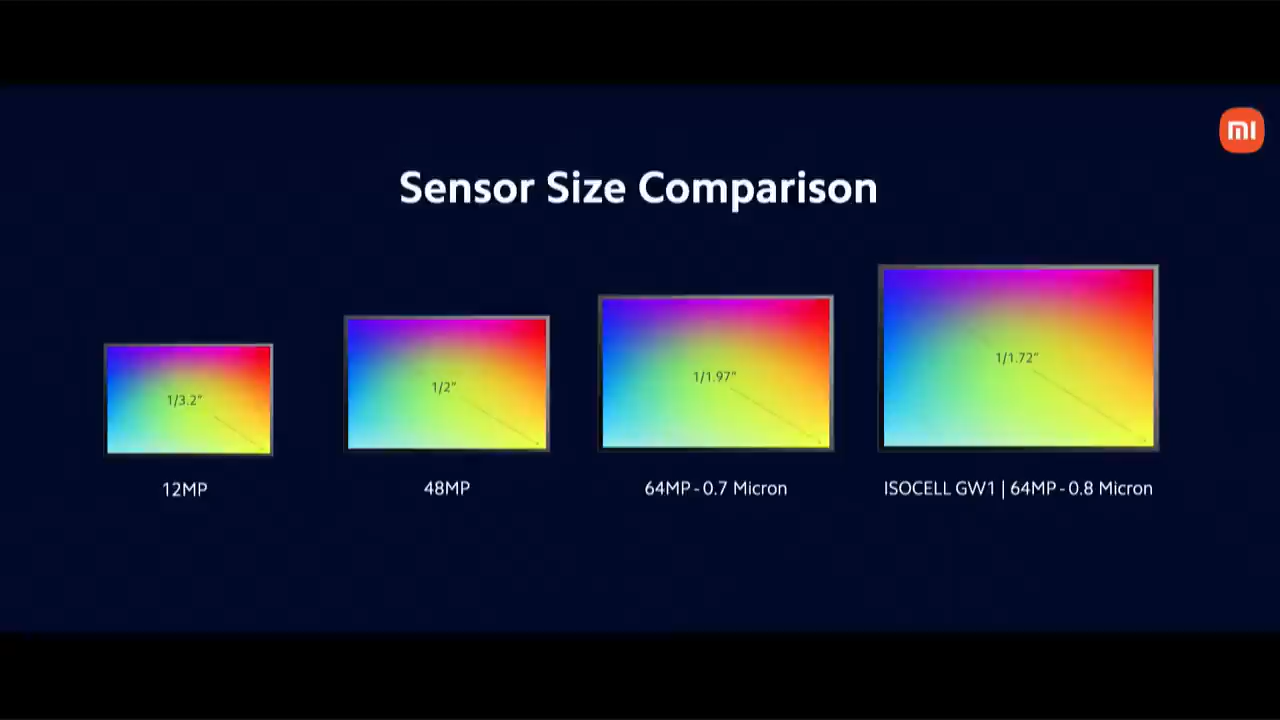 mi
Sensor Size Comparison
1/3.2”
1/2”
1/1.97”
1/1.72”
12MP
48MP
64MP - 0.7 Micron
ISOCELL GW1 | 64MP - 0.8 Micron